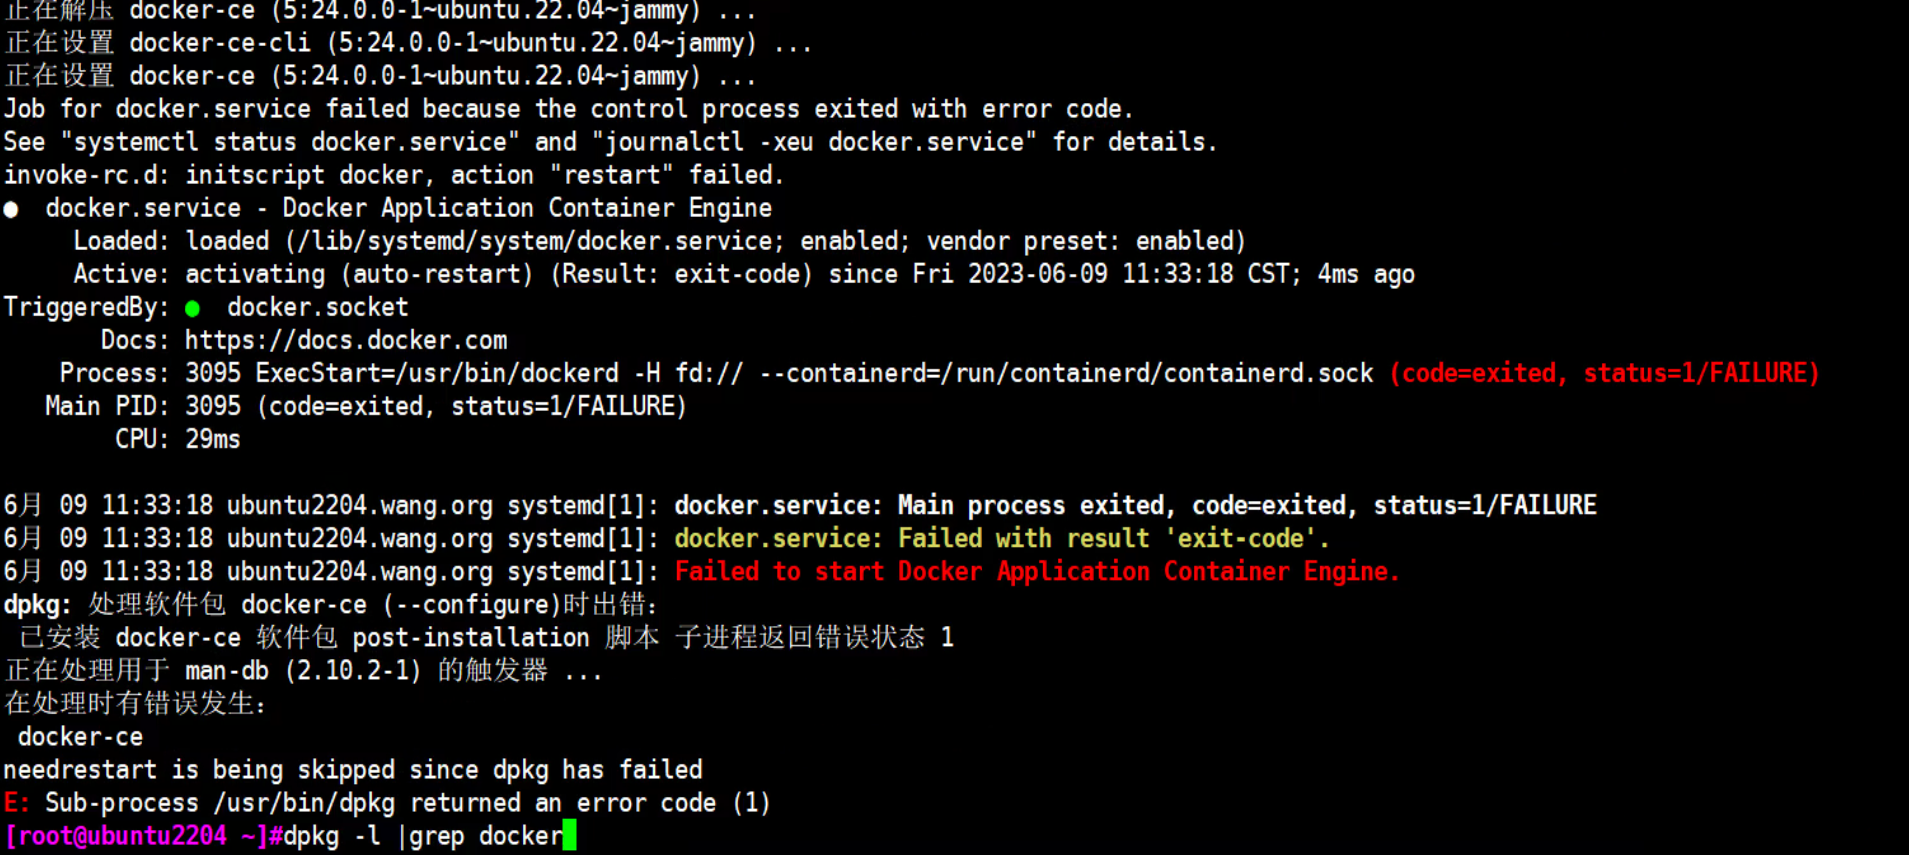 正在解压 docker-ce (5:24.0.0-1~ubuntu.22.04~jammy) ...
正在设置 docker-ce-cli (5:24.0.0-1~ubuntu.22.04~jammy) ...
正在设置 docker-ce (5:24.0.0-1~ubuntu.22.04~jammy) ...
Job for docker.service failed because the control process exited with error code.
See "systemctl status docker.service" and "journalctl -xeu docker.service" for details.
invoke-rc.d: initscript docker, action "restart" failed.
● docker.service - Docker Application Container Engine
Loaded: loaded (/lib/systemd/system/docker.service; enabled; vendor preset: enabled)
Active: activating (auto-restart) (Result: exit-code) since Fri 2023-06-09 11:33:18 CST; 4ms ago
TriggeredBy: ● docker.socket
Docs: https://docs.docker.com
Process: 3095 ExecStart=/usr/bin/dockerd -H fd:// --containerd=/run/containerd/containerd.sock (code=exited, status=1/FAILURE)
Main PID: 3095 (code=exited, status=1/FAILURE)
CPU: 29ms
6月 09 11:33:18 ubuntu2204.wang.org systemd[1]: docker.service: Main process exited, code=exited, status=1/FAILURE
6月 09 11:33:18 ubuntu2204.wang.org systemd[1]: docker.service: Failed with result 'exit-code'.
6月 09 11:33:18 ubuntu2204.wang.org systemd[1]: Failed to start Docker Application Container Engine.
dpkg: 处理软件包 docker-ce (--configure)时出错：
已安装 docker-ce 软件包 post-installation 脚本 子进程返回错误状态 1
正在处理用于 man-db (2.10.2-1) 的触发器 ...
在处理时有错误发生：
docker-ce
needrestart is being skipped since dpkg has failed
E: Sub-process /usr/bin/dpkg returned an error code (1)
[root@ubuntu2204 ~]#dpkg -l |grep docker